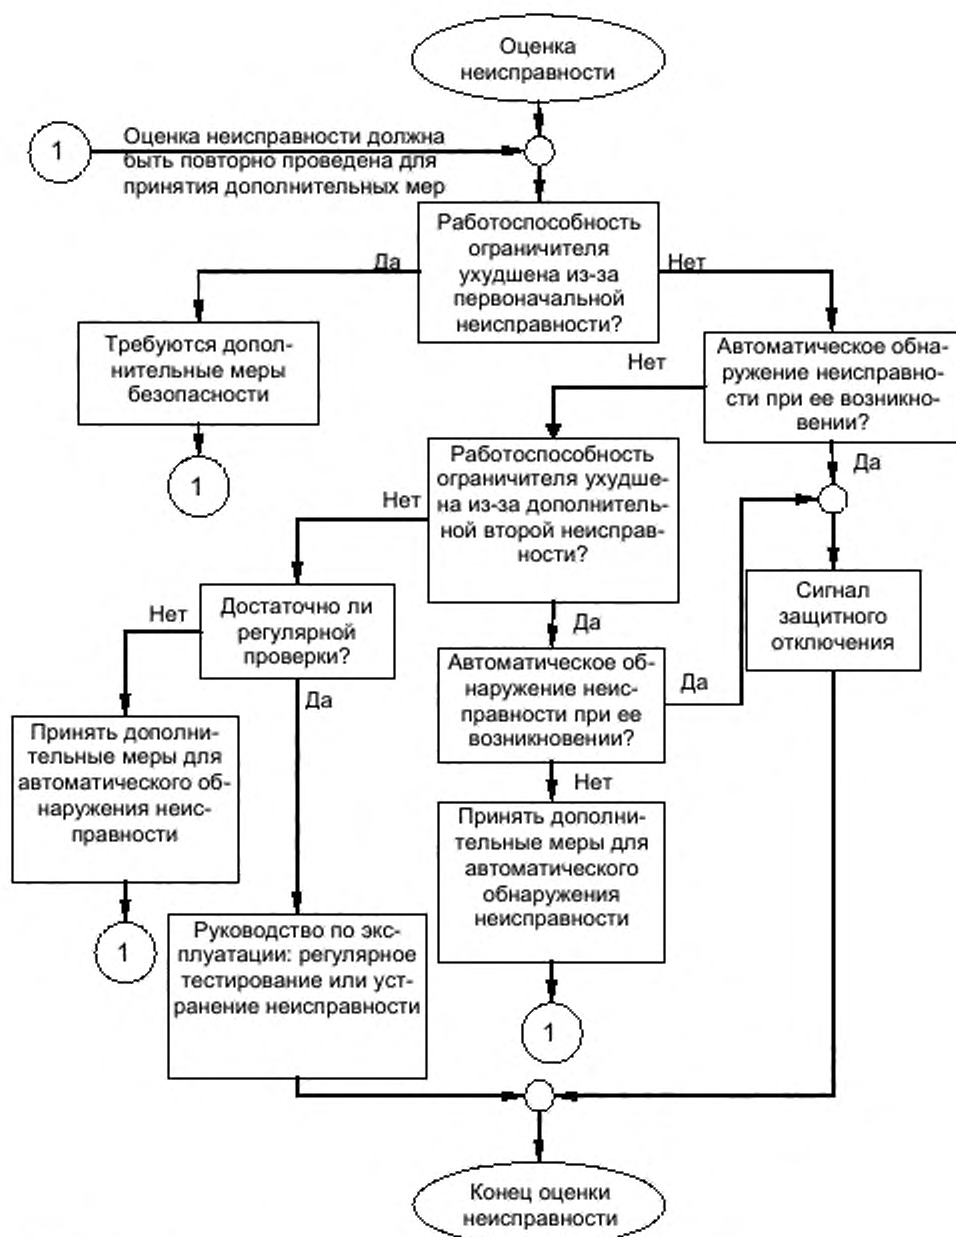 Оценка
неисправности
1
Оценка неисправности должна
быть повторно проведена для
принятия дополнительных мер
Работоспособность
ограничителя
ухудшена из-за
первоначальной
неисправности?
Да
Нет
Требуются допол-
нительные меры
безопасности
1
Автоматическое обна-
ружение неисправно-
сти при ее возникно-
вении?
Нет
Да
Работоспособность
ограничителя ухудше-
на из-за дополнитель-
ной второй неисправ-
ности?
Нет
Да
Сигнал
защитного
отключения
Достаточно ли
регулярной
проверки?
Нет
Да
Автоматическое об-
наружение неис-
правности при ее
возникновении?
Да
Нет
Принять дополни-
тельные меры для
автоматического об-
наружения неис-
правности
1
Принять дополни-
тельные меры для
автоматического
обнаружения
неисправности
1
Руководство по экс-
плуатации: регулярное
тестирование или уст-
ранение неисправности
Конец оценки
неисправности